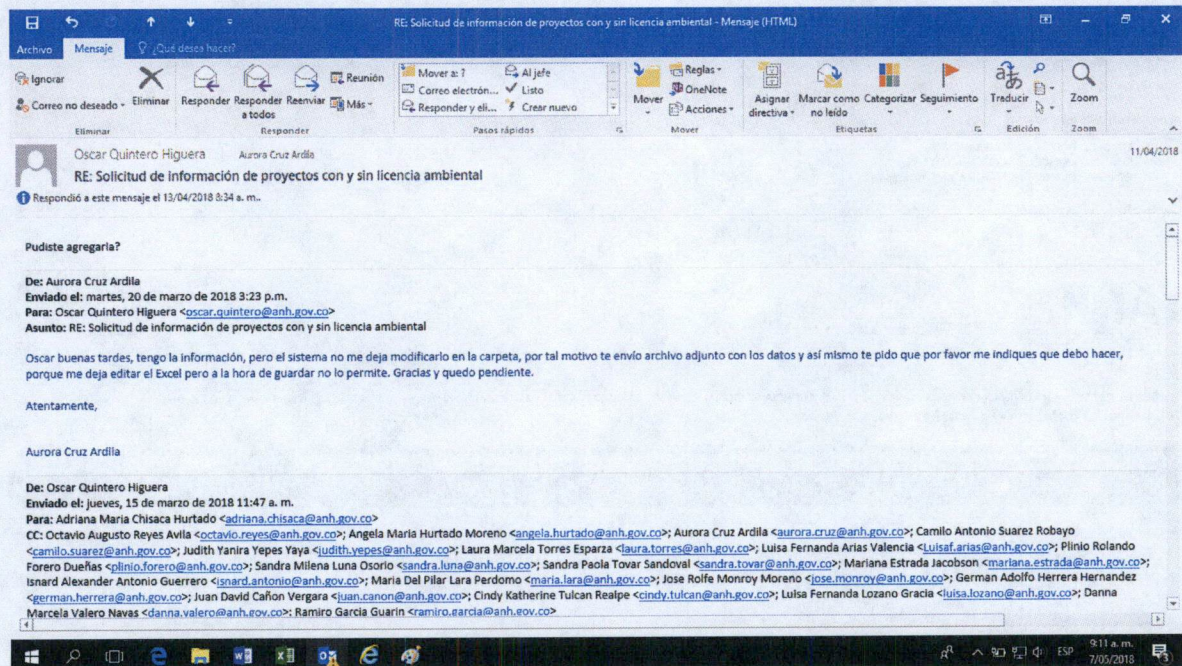 RE: Solicitud de información de proyectos con y sin licencia ambiental - Mensaje (HTML)
Archivo Mensaje ¿Qué desea hacer?
Ignorar
Correo no deseado
Eliminar
Responder Responder a todos Reenviar
Reunión
Más
Mover a: ?
Correo electrón...
Responder y eli...
Al jefe
Listo
Crear nuevo
Mover
Reglas
OneNote
Acciones
Asignar directiva
Marcar como no leído
Categorizar
Seguimiento
Traducir
Zoom
Eliminar Responder Pasos rápidos Mover Etiquetas Edición Zoom
Oscar Quintero Higuera Aurora Cruz Ardila 11/04/2018
RE: Solicitud de información de proyectos con y sin licencia ambiental
Respondió a este mensaje el 13/04/2018 8:34 a. m..
Pudiste agregarla?
De: Aurora Cruz Ardila
Enviado el: martes, 20 de marzo de 2018 3:23 p.m.
Para: Oscar Quintero Higuera <oscar.quintero@anh.gov.co>
Asunto: RE: Solicitud de información de proyectos con y sin licencia ambiental
Oscar buenas tardes, tengo la información, pero el sistema no me deja modificarlo en la carpeta, por tal motivo te envío archivo adjunto con los datos y así mismo te pido que por favor me indiques que debo hacer,
porque me deja editar el Excel pero a la hora de guardar no lo permite. Gracias y quedo pendiente.
Atentamente,
Aurora Cruz Ardila
De: Oscar Quintero Higuera
Enviado el: jueves, 15 de marzo de 2018 11:47 a. m.
Para: Adriana Maria Chisaca Hurtado <adriana.chisaca@anh.gov.co>
CC: Octavio Augusto Reyes Avila <octavio.reyes@anh.gov.co>; Angela Maria Hurtado Moreno <angela.hurtado@anh.gov.co>; Aurora Cruz Ardila <aurora.cruz@anh.gov.co>; Camilo Antonio Suarez Robayo
<camilo.suarez@anh.gov.co>; Judith Yanira Yepes Yaya <judith.yepes@anh.gov.co>; Laura Marcela Torres Esparza <laura.torres@anh.gov.co>; Luisa Fernanda Arias Valencia <Luisaf.arias@anh.gov.co>; Plinio Rolando
Forero Dueñas <plinio.forero@anh.gov.co>; Sandra Milena Luna Osorio <sandra.luna@anh.gov.co>; Sandra Paola Tovar Sandoval <sandra.tovar@anh.gov.co>; Mariana Estrada Jacobson <mariana.estrada@anh.gov.co>;
Isnard Alexander Antonio Guerrero <isnard.antonio@anh.gov.co>; Maria Del Pilar Lara Perdomo <maria.lara@anh.gov.co>; Jose Rolfe Monroy Moreno <jose.monroy@anh.gov.co>; German Adolfo Herrera Hernandez
<german.herrera@anh.gov.co>; Juan David Cañon Vergara <juan.canon@anh.gov.co>; Cindy Katherine Tulcan Realpe <cindy.tulcan@anh.gov.co>; Luisa Fernanda Lozano Gracia <luisa.lozano@anh.gov.co>; Danna
Marcela Valero Navas <danna.valero@anh.gov.co>; Ramiro Garcia Guarin <ramiro.garcia@anh.gov.co>
ESP
9:11 a. m.
7/05/2018